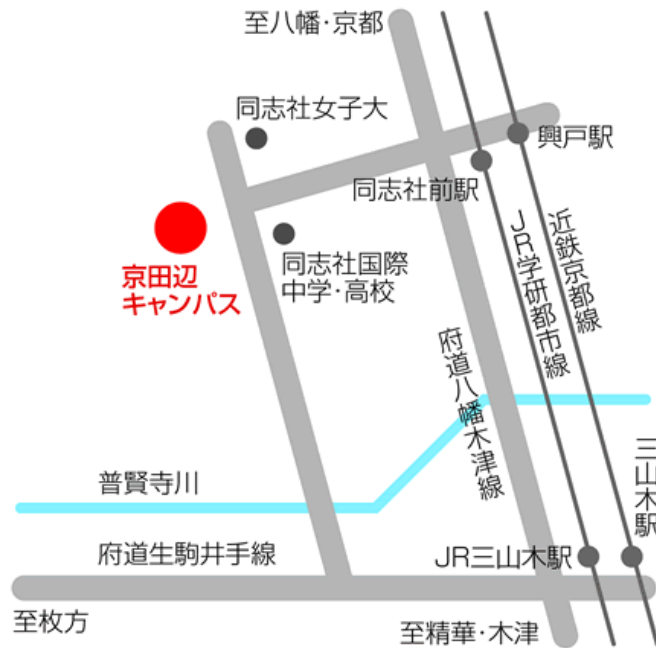 至八幡・京都
同志社女子大
興戸駅
同志社前駅
京田辺
キャンパス
同志社国際
中学・高校
近鉄京都線
JR学研都市線
府道八幡木津線
三山木駅
普賢寺川
府道生駒井手線
JR三山木駅
至枚方
至精華・木津